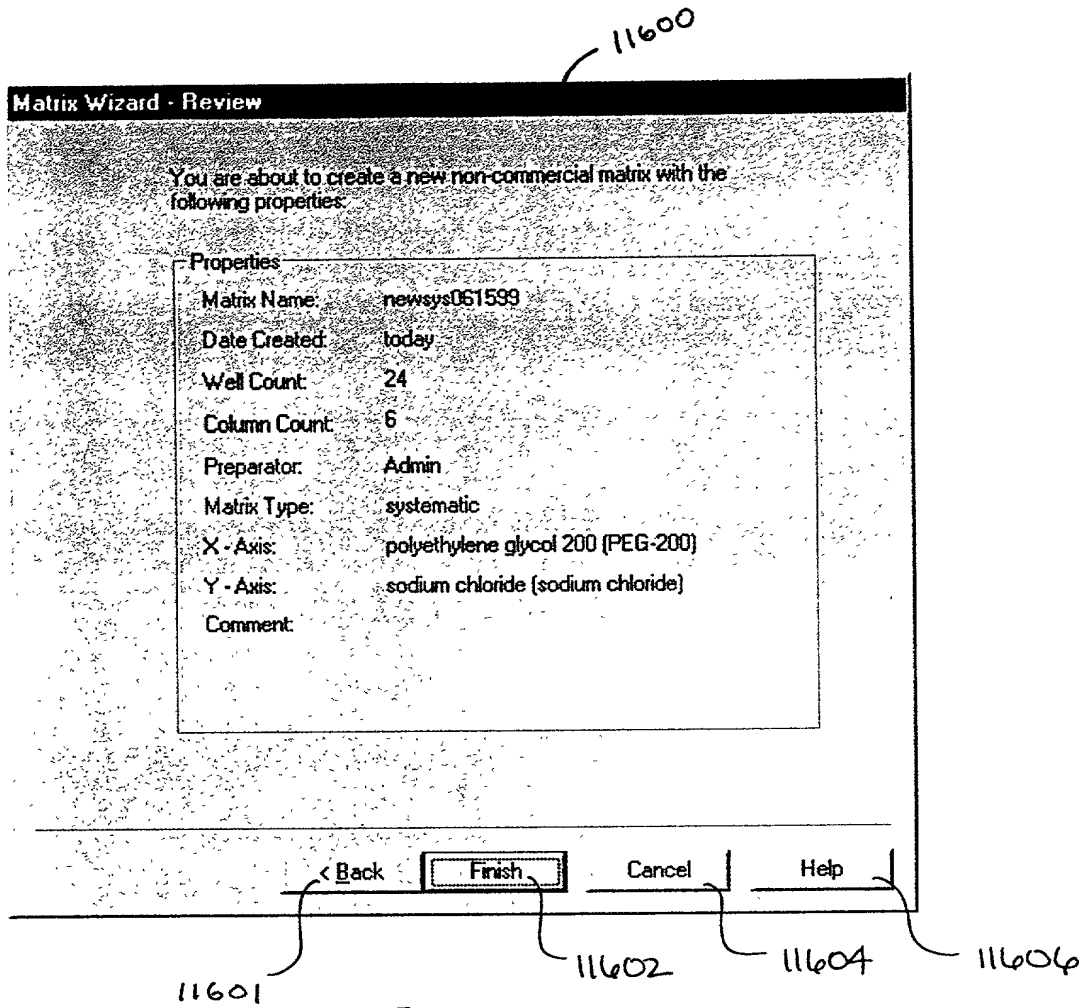 11600
Matrix Wizard - Review
You are about to create a new non-commercial matrix with the
following properties:
Properties
Matrix Name: newsys061599
Date Created: today
Well Count: 24
Column Count: 6
Preparator: Admin
Matrix Type: systematic
X - Axis: polyethylene glycol 200 (PEG-200)
Y - Axis: sodium chloride (sodium chloride)
Comment:
< Back Finish Cancel Help
11601 11602 11604 11606